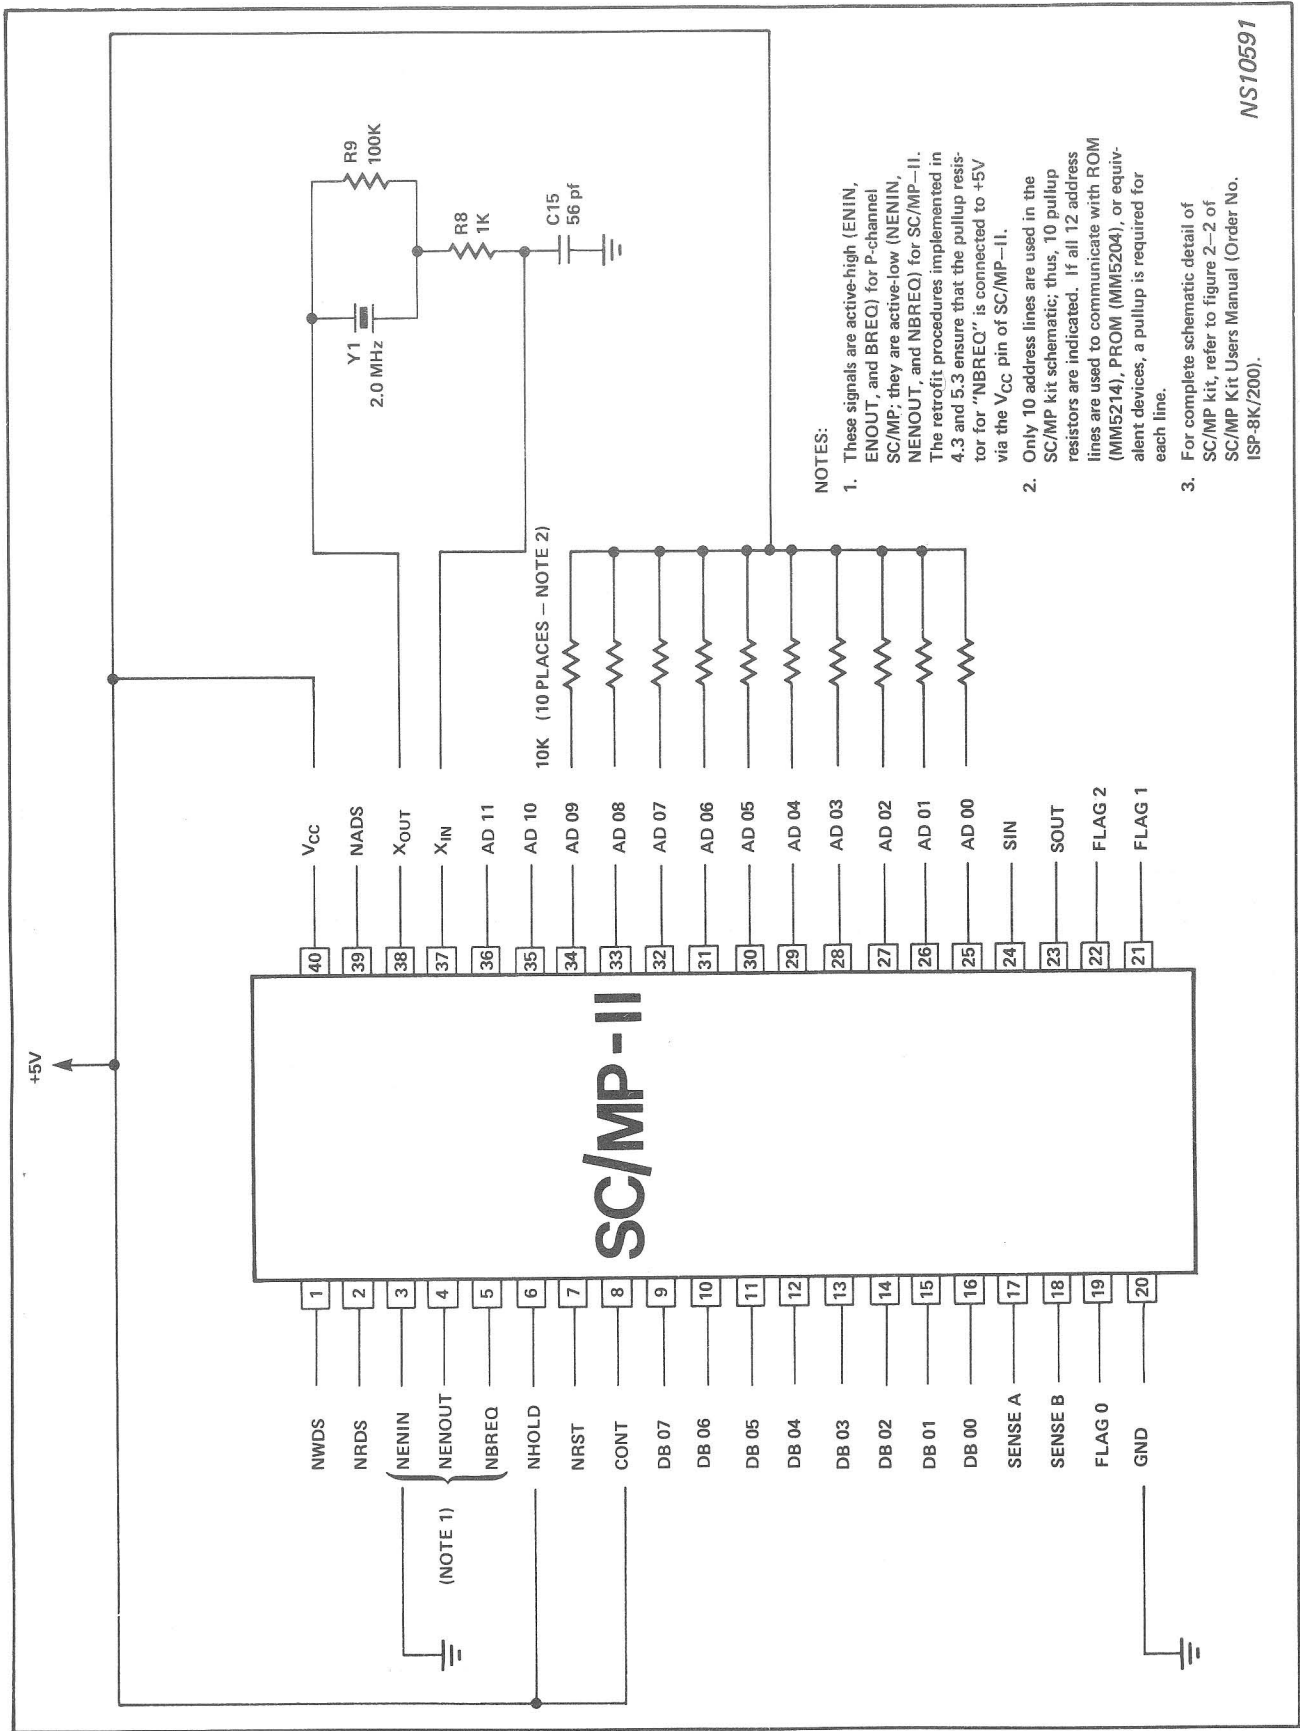 +5V
R9
100K
Y1
2.0 MHz
R8
1K
C15
56 pf
10K (10 PLACES – NOTE 2)
SC/MP-II
NWDS 1
NRDS 2
NENIN 3
NENOUT 4
NBREQ 5
(NOTE 1)
NHOLD 6
NRST 7
CONT 8
DB 07 9
DB 06 10
DB 05 11
DB 04 12
DB 03 13
DB 02 14
DB 01 15
DB 00 16
SENSE A 17
SENSE B 18
FLAG 0 19
GND 20
40 VCC
39 NADS
38 XOUT
37 XIN
36 AD 11
35 AD 10
34 AD 09
33 AD 08
32 AD 07
31 AD 06
30 AD 05
29 AD 04
28 AD 03
27 AD 02
26 AD 01
25 AD 00
24 SIN
23 SOUT
22 FLAG 2
21 FLAG 1
NOTES:
1. These signals are active-high (ENIN,
ENOUT, and BREQ) for P-channel
SC/MP; they are active-low (NENIN,
NENOUT, and NBREQ) for SC/MP–II.
The retrofit procedures implemented in
4.3 and 5.3 ensure that the pullup resis-
tor for "NBREQ" is connected to +5V
via the VCC pin of SC/MP–II.
2. Only 10 address lines are used in the
SC/MP kit schematic; thus, 10 pullup
resistors are indicated. If all 12 address
lines are used to communicate with ROM
(MM5214), PROM (MM5204), or equiv-
alent devices, a pullup is required for
each line.
3. For complete schematic detail of
SC/MP kit, refer to figure 2–2 of
SC/MP Kit Users Manual (Order No.
ISP-8K/200).
NS10591